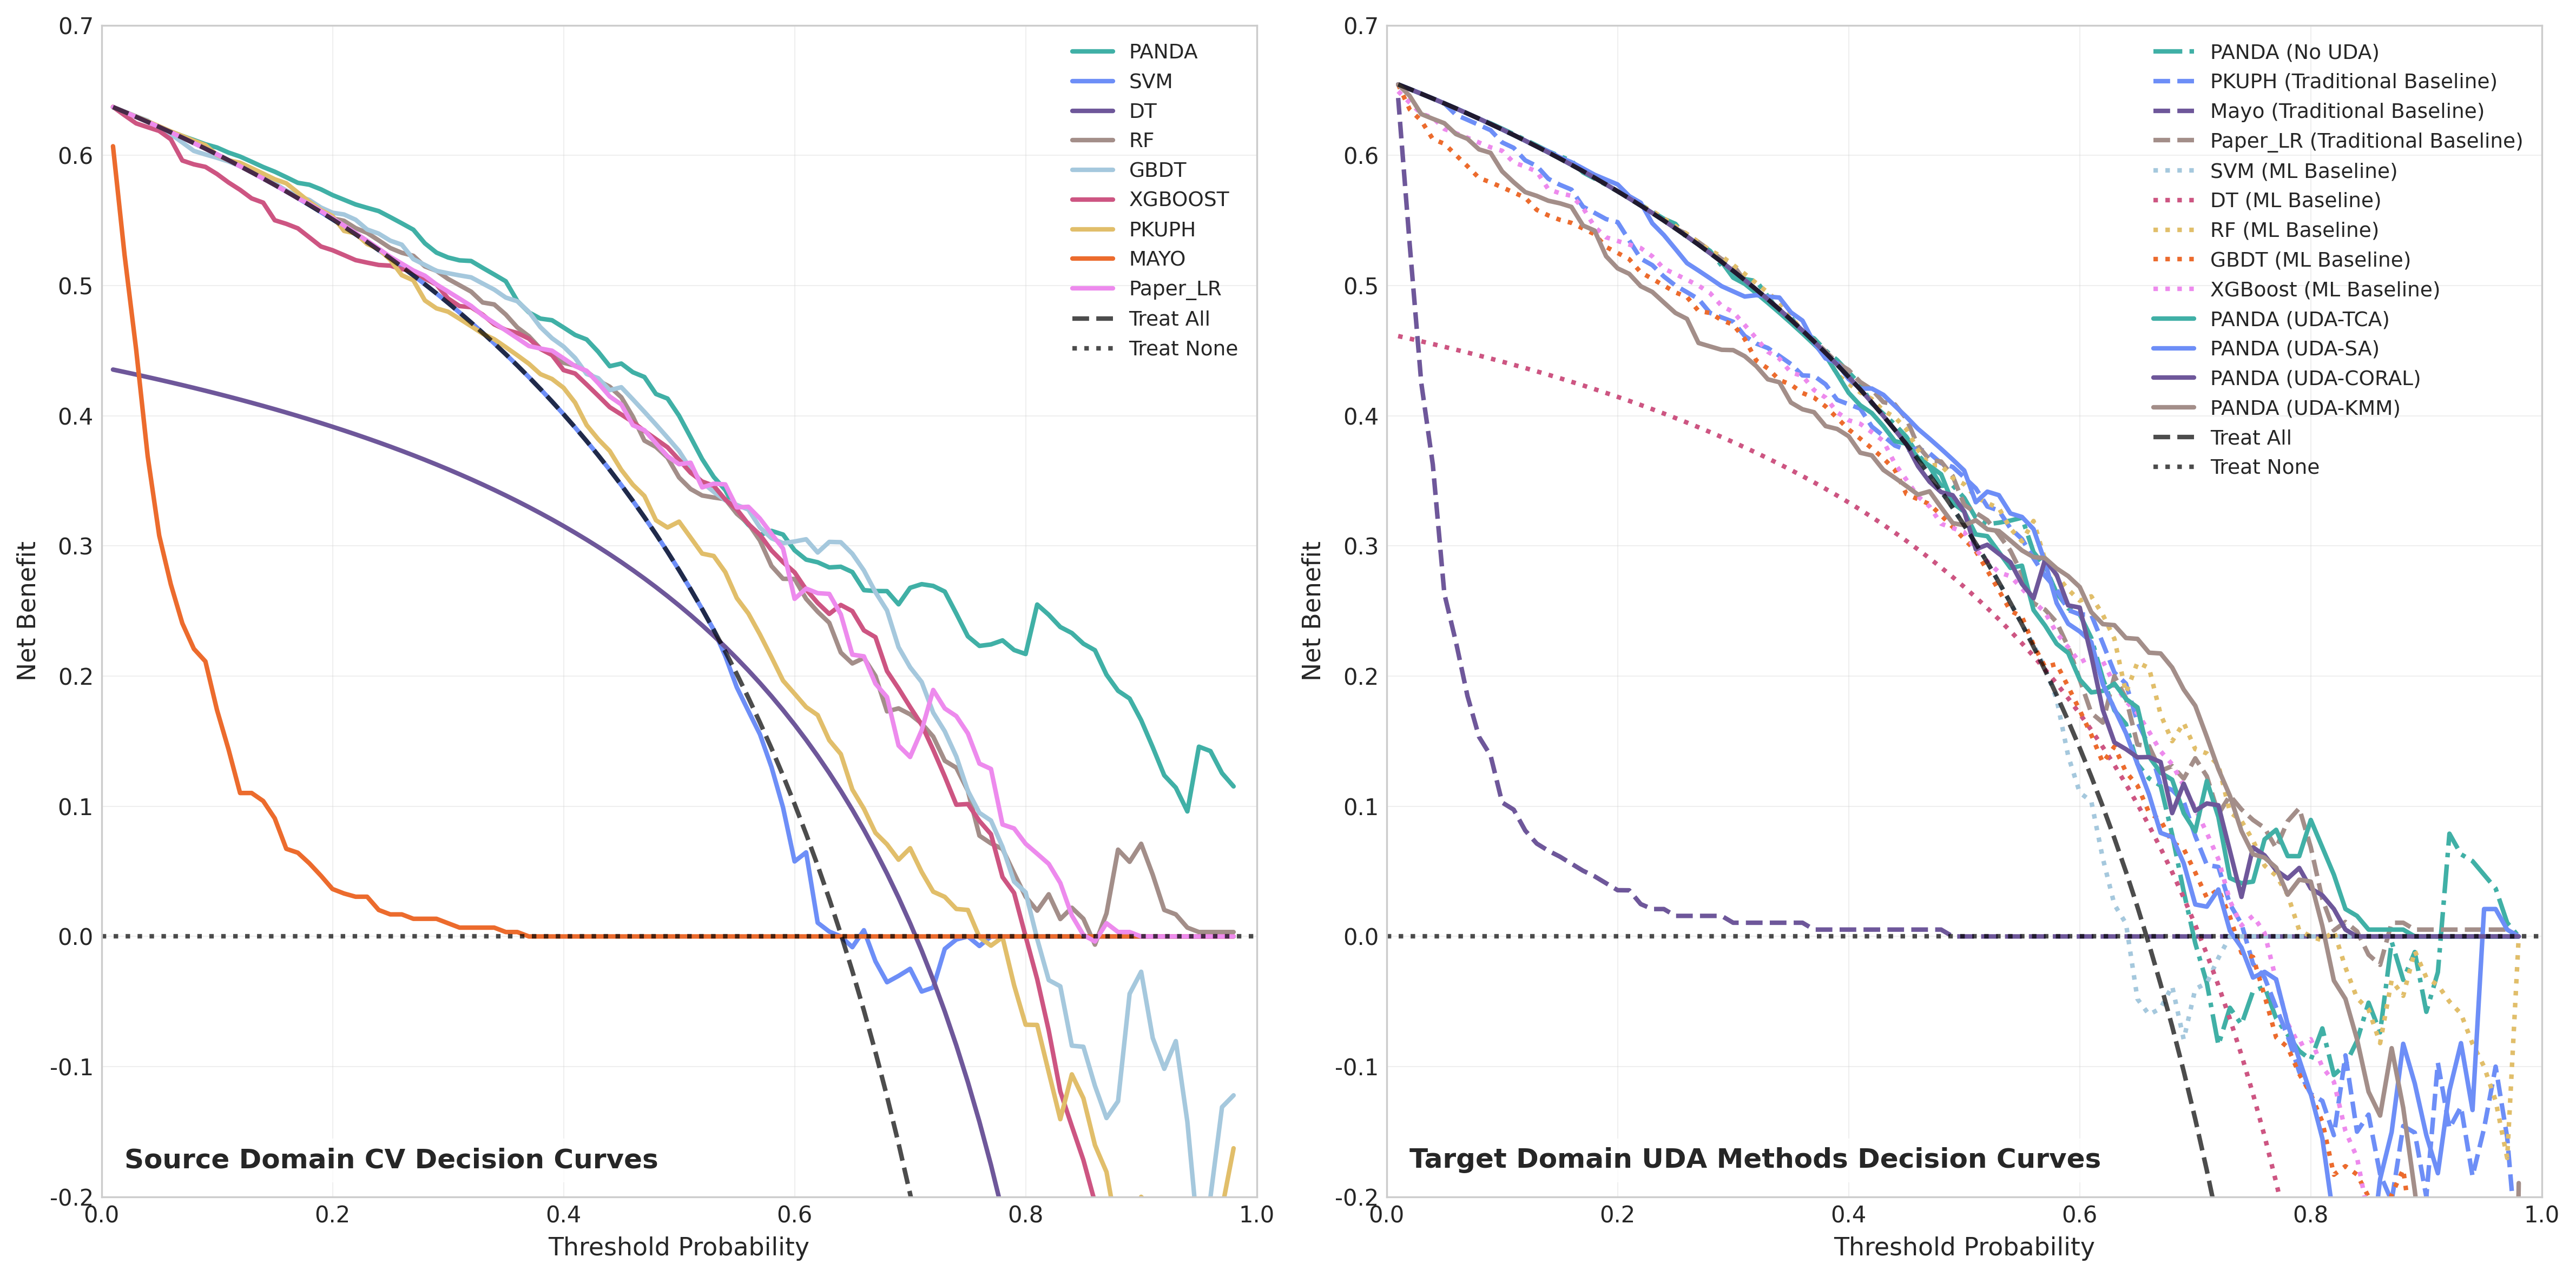 0.7
0.6
0.5
0.4
0.3
0.2
0.1
0.0
-0.1
-0.2
Net Benefit
PANDA
SVM
DT
RF
GBDT
XGBOOST
PKUPH
MAYO
Paper_LR
Treat All
Treat None
Source Domain CV Decision Curves
0.0 0.2 0.4 0.6 0.8 1.0
Threshold Probability
0.7
0.6
0.5
0.4
0.3
0.2
0.1
0.0
-0.1
-0.2
Net Benefit
PANDA (No UDA)
PKUPH (Traditional Baseline)
Mayo (Traditional Baseline)
Paper_LR (Traditional Baseline)
SVM (ML Baseline)
DT (ML Baseline)
RF (ML Baseline)
GBDT (ML Baseline)
XGBoost (ML Baseline)
PANDA (UDA-TCA)
PANDA (UDA-SA)
PANDA (UDA-CORAL)
PANDA (UDA-KMM)
Treat All
Treat None
Target Domain UDA Methods Decision Curves
0.0 0.2 0.4 0.6 0.8 1.0
Threshold Probability